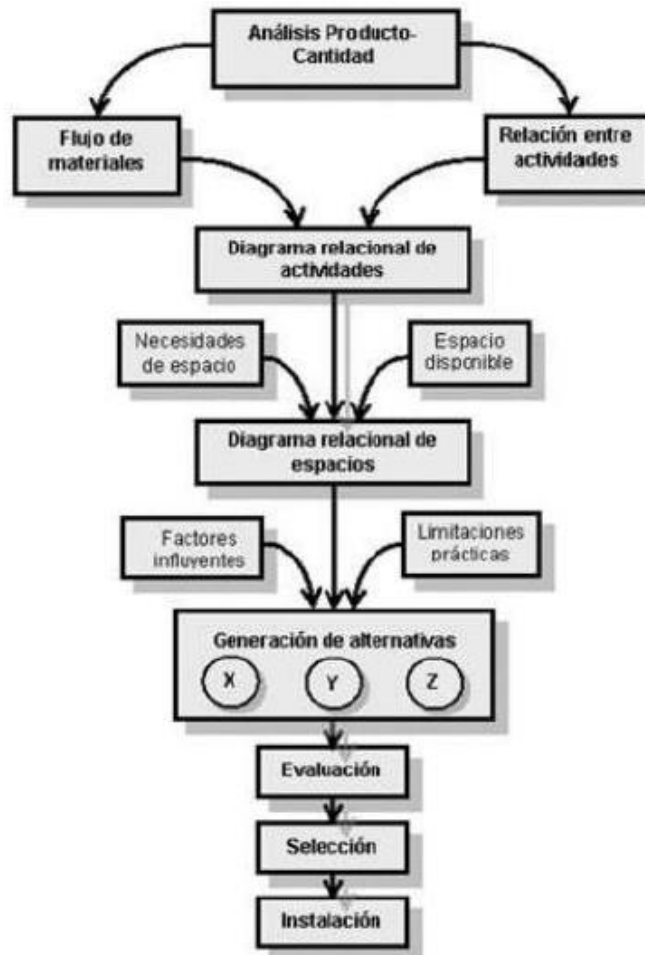 Análisis Producto-
Cantidad
Flujo de
materiales
Relación entre
actividades
Diagrama relacional de
actividades
Necesidades
de espacio
Espacio
disponible
Diagrama relacional de
espacios
Factores
influyentes
Limitaciones
prácticas
Generación de alternativas
X
Y
Z
Evaluación
Selección
Instalación